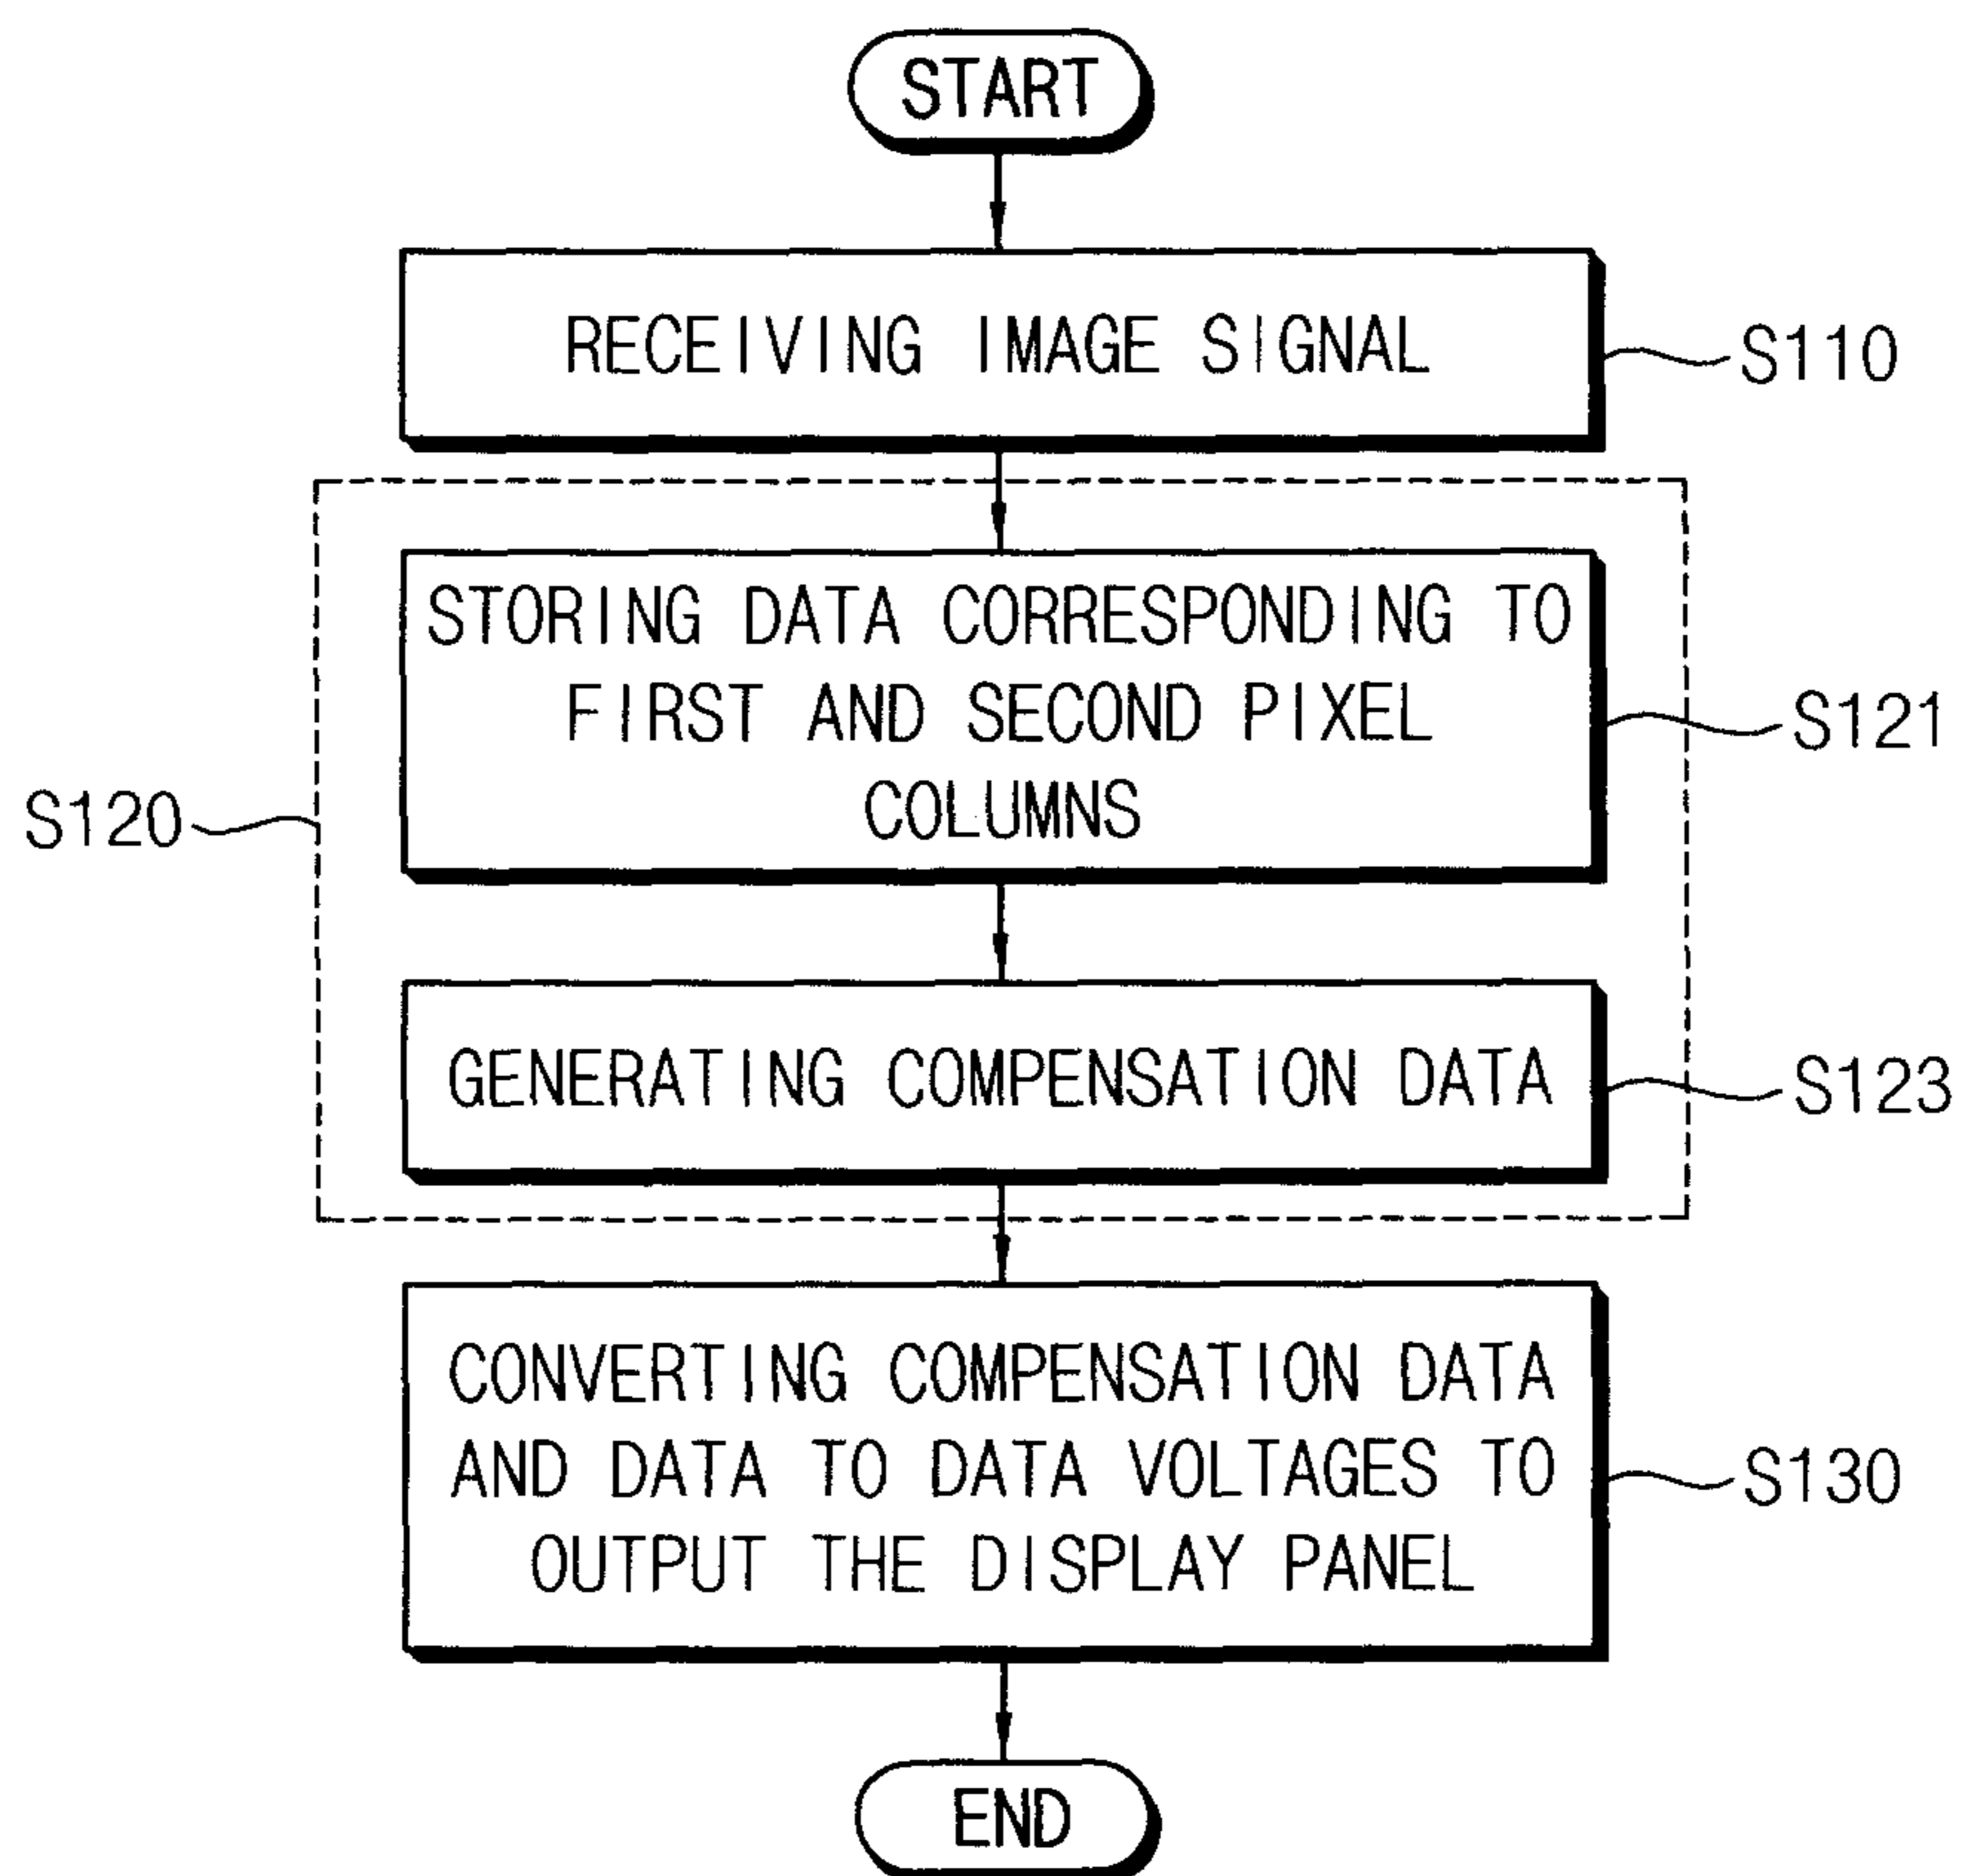 START
RECEIVING IMAGE SIGNAL
S110
STORING DATA CORRESPONDING TO
FIRST AND SECOND PIXEL
COLUMNS
S121
S120
GENERATING COMPENSATION DATA
S123
CONVERTING COMPENSATION DATA
AND DATA TO DATA VOLTAGES TO
OUTPUT THE DISPLAY PANEL
S130
END